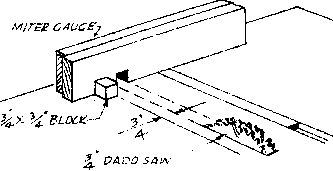 MITER GAUGE
3/4" X 3/4" BLOCK
3/4"
3/4" DADO SAW